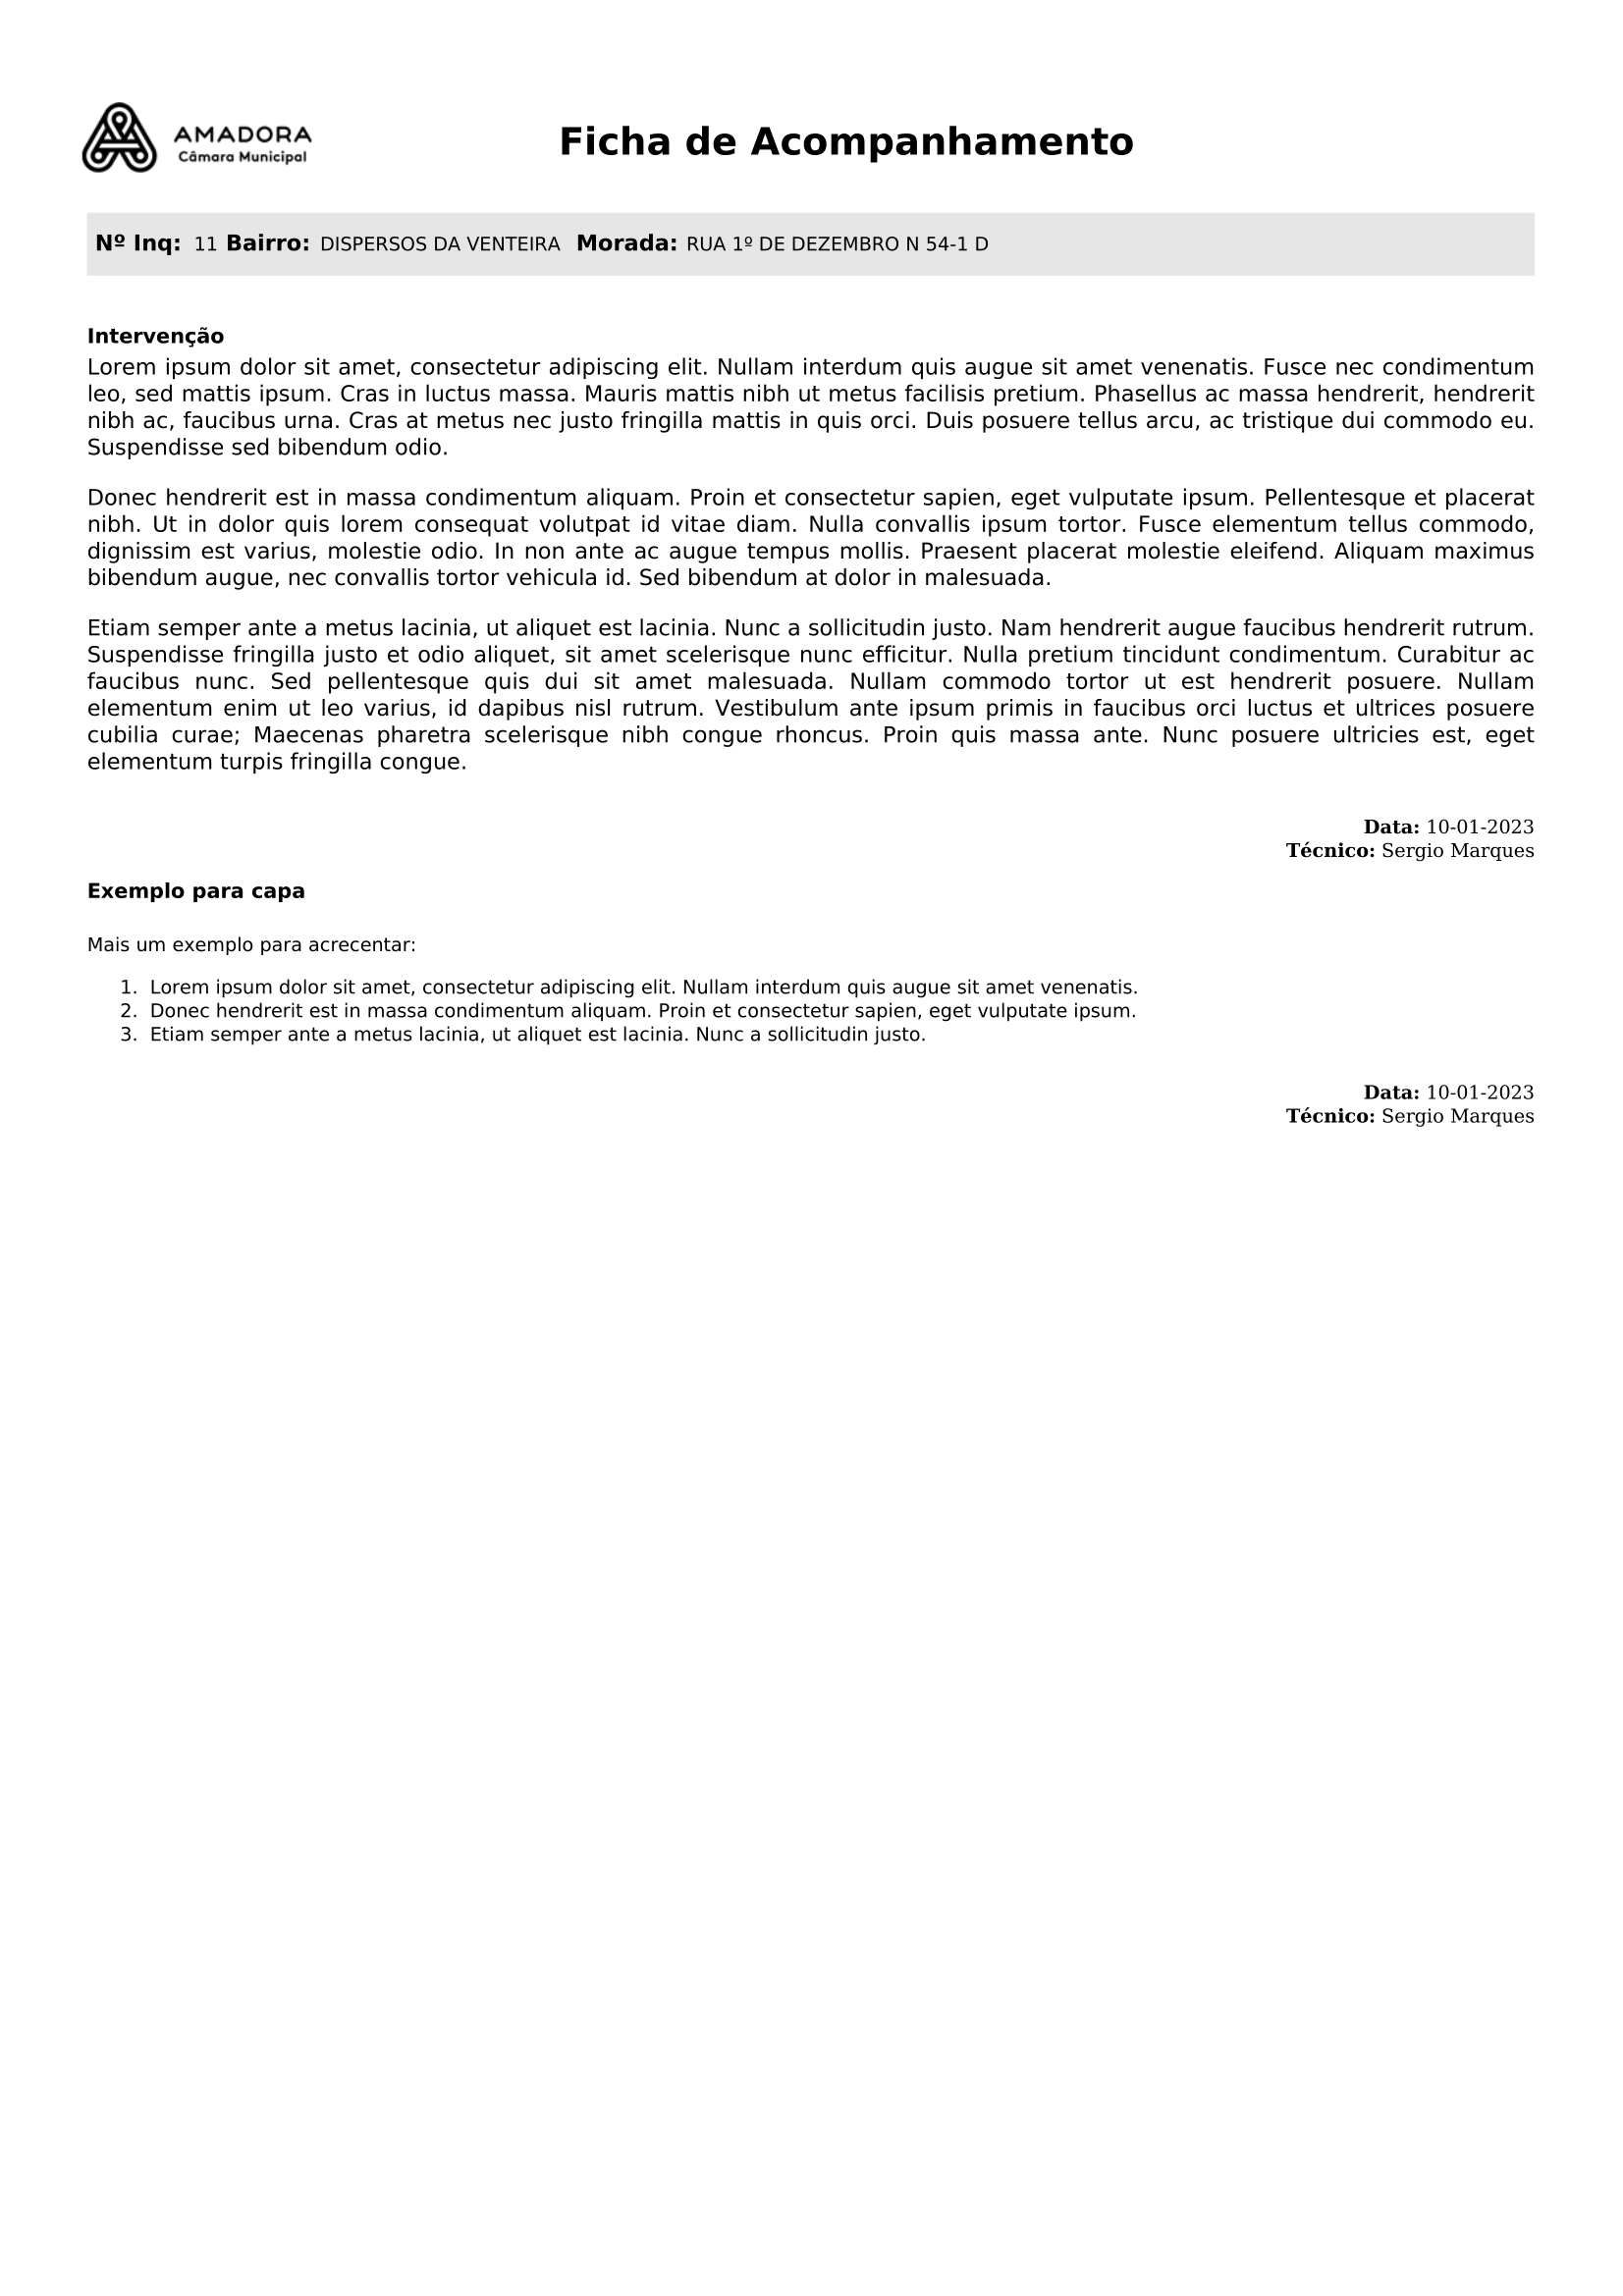 AMADORA
Câmara Municipal
Ficha de Acompanhamento
Nº Inq: 11 Bairro: DISPERSOS DA VENTEIRA Morada: RUA 1º DE DEZEMBRO N 54-1 D
Intervenção
Lorem ipsum dolor sit amet, consectetur adipiscing elit. Nullam interdum quis augue sit amet venenatis. Fusce nec condimentum
leo, sed mattis ipsum. Cras in luctus massa. Mauris mattis nibh ut metus facilisis pretium. Phasellus ac massa hendrerit, hendrerit
nibh ac, faucibus urna. Cras at metus nec justo fringilla mattis in quis orci. Duis posuere tellus arcu, ac tristique dui commodo eu.
Suspendisse sed bibendum odio.
Donec hendrerit est in massa condimentum aliquam. Proin et consectetur sapien, eget vulputate ipsum. Pellentesque et placerat
nibh. Ut in dolor quis lorem consequat volutpat id vitae diam. Nulla convallis ipsum tortor. Fusce elementum tellus commodo,
dignissim est varius, molestie odio. In non ante ac augue tempus mollis. Praesent placerat molestie eleifend. Aliquam maximus
bibendum augue, nec convallis tortor vehicula id. Sed bibendum at dolor in malesuada.
Etiam semper ante a metus lacinia, ut aliquet est lacinia. Nunc a sollicitudin justo. Nam hendrerit augue faucibus hendrerit rutrum.
Suspendisse fringilla justo et odio aliquet, sit amet scelerisque nunc efficitur. Nulla pretium tincidunt condimentum. Curabitur ac
faucibus nunc. Sed pellentesque quis dui sit amet malesuada. Nullam commodo tortor ut est hendrerit posuere. Nullam
elementum enim ut leo varius, id dapibus nisl rutrum. Vestibulum ante ipsum primis in faucibus orci luctus et ultrices posuere
cubilia curae; Maecenas pharetra scelerisque nibh congue rhoncus. Proin quis massa ante. Nunc posuere ultricies est, eget
elementum turpis fringilla congue.
Data: 10-01-2023
Técnico: Sergio Marques
Exemplo para capa
Mais um exemplo para acrecentar:
1. Lorem ipsum dolor sit amet, consectetur adipiscing elit. Nullam interdum quis augue sit amet venenatis.
2. Donec hendrerit est in massa condimentum aliquam. Proin et consectetur sapien, eget vulputate ipsum.
3. Etiam semper ante a metus lacinia, ut aliquet est lacinia. Nunc a sollicitudin justo.
Data: 10-01-2023
Técnico: Sergio Marques